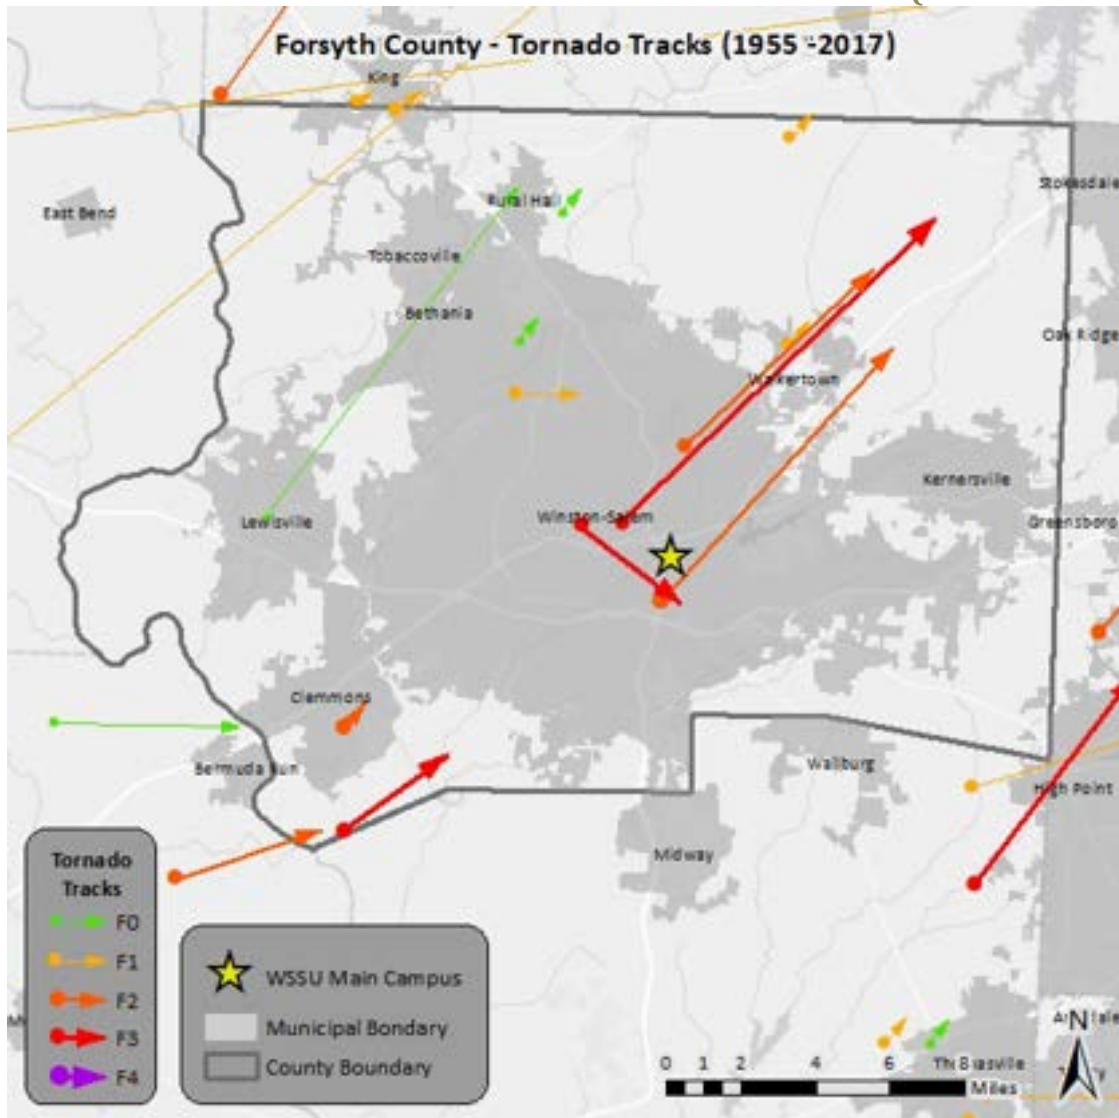 Forsyth County - Tornado Tracks (1955 -2017)
King
Stokesdale
East Bend
Rural Hall
Tobaccoville
Bethania
Oak Ridge
Walkertown
Kernersville
Lewisville
Winston-Salem
Greensboro
Clemmons
Bermuda Run
Wallburg
High Point
Midway
Tornado
Tracks
F0
F1
F2
F3
F4
WSSU Main Campus
Municipal Bondary
County Boundary
N
0 1 2 4 6 8
Miles